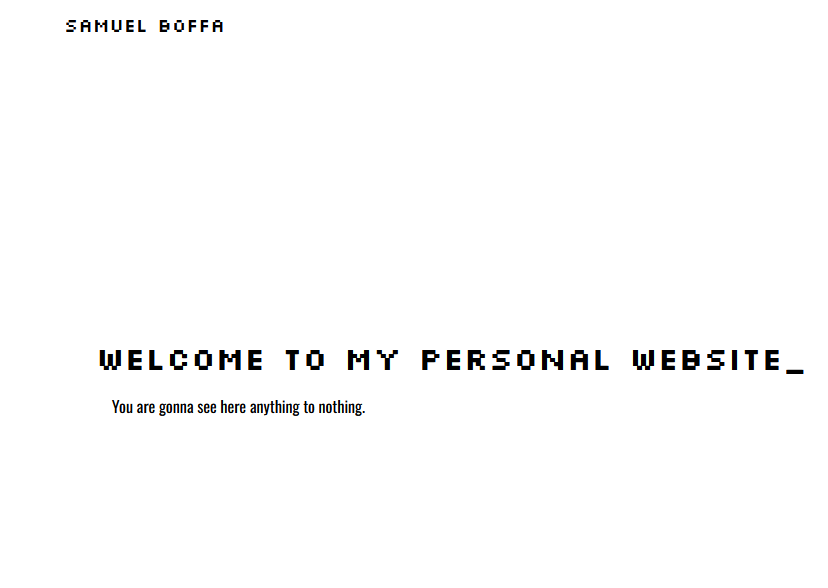 SAMUEL BOFFA
WELCOME TO MY PERSONAL WEBSITE_
You are gonna see here anything to nothing.